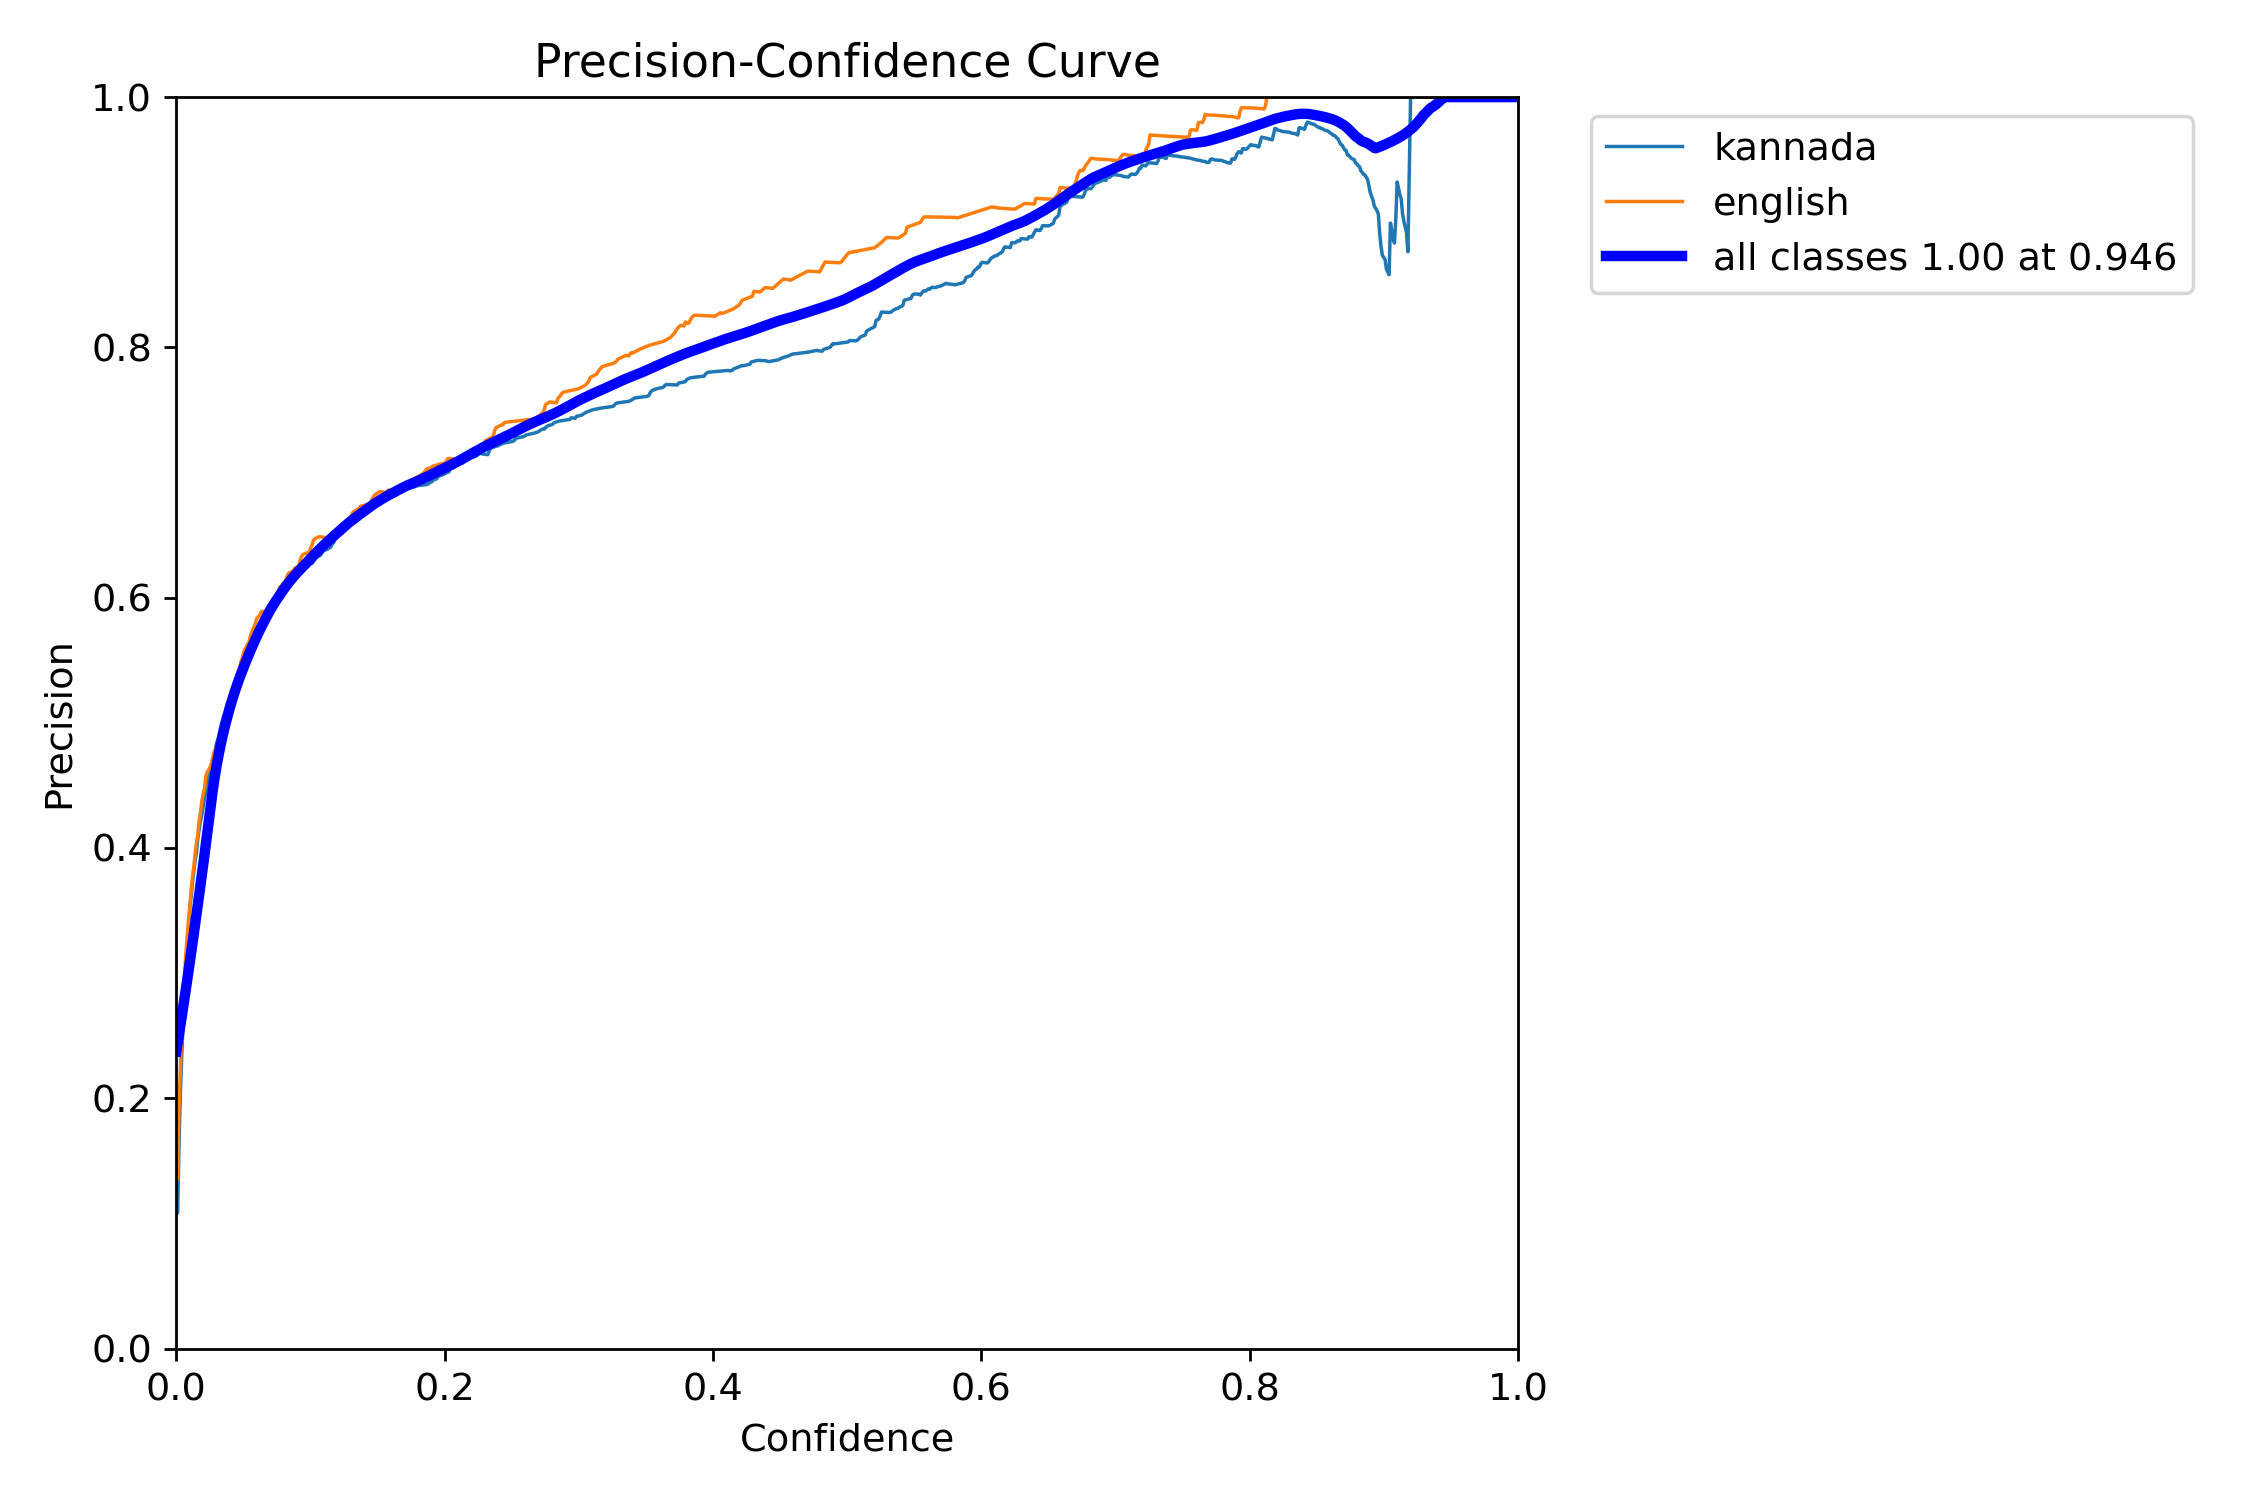 Precision-Confidence Curve
1.0
0.8
0.6
0.4
0.2
0.0
Precision
0.0 0.2 0.4 0.6 0.8 1.0
Confidence
kannada
english
all classes 1.00 at 0.946